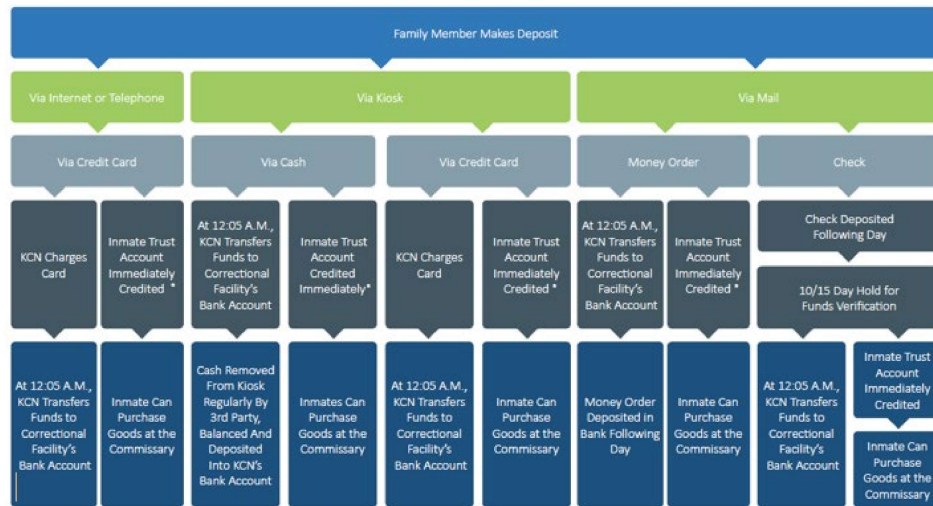 Family Member Makes Deposit
Via Internet or Telephone
Via Kiosk
Via Mail
Via Credit Card
Via Cash
Via Credit Card
Money Order
Check
KCN Charges
Card
Inmate Trust
Account
Immediately
Credited *
At 12:05 A.M.,
KCN Transfers
Funds to
Correctional
Facility's
Bank Account
Inmate Trust
Account
Credited
Immediately*
KCN Charges
Card
Inmate Trust
Account
Immediately
Credited *
At 12:05 A.M.,
KCN Transfers
Funds to
Correctional
Facility's
Bank Account
Inmate Trust
Account
Immediately
Credited *
Check Deposited
Following Day
10/15 Day Hold for
Funds Verification
At 12:05 A.M.,
KCN Transfers
Funds to
Correctional
Facility's
Bank Account
Inmate Can
Purchase
Goods at the
Commissary
Cash Removed
From Kiosk
Regularly By
3rd Party,
Balanced And
Deposited
Into KCN's
Bank Account
Inmates Can
Purchase
Goods at the
Commissary
At 12:05 A.M.,
KCN Transfers
Funds to
Correctional
Facility's
Bank Account
Inmate Can
Purchase
Goods at the
Commissary
Money Order
Deposited in
Bank Following
Day
Inmate Can
Purchase
Goods at the
Commissary
At 12:05 A.M.,
KCN Transfers
Funds to
Correctional
Facility's
Bank Account
Inmate Trust
Account
Immediately
Credited
Inmate Can
Purchase
Goods at the
Commissary